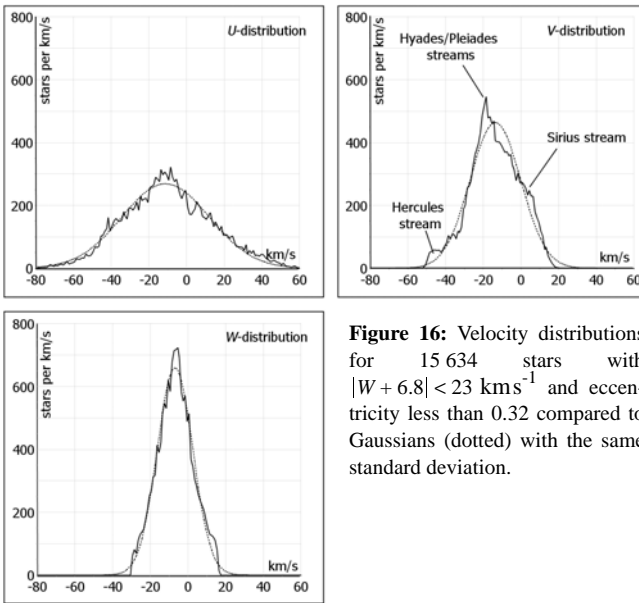 800
600
400
200
0
stars per km/s
U-distribution
km/s
-80 -60 -40 -20 0 20 40 60
800
600
400
200
0
stars per km/s
V-distribution
Hyades/Pleiades
streams
Sirius stream
Hercules
stream
km/s
-80 -60 -40 -20 0 20 40 60
800
600
400
200
0
stars per km/s
W-distribution
km/s
-80 -60 -40 -20 0 20 40 60
Figure 16: Velocity distributions
for 15 634 stars with
|W + 6.8| < 23 kms⁻¹ and eccen-
tricity less than 0.32 compared to
Gaussians (dotted) with the same
standard deviation.